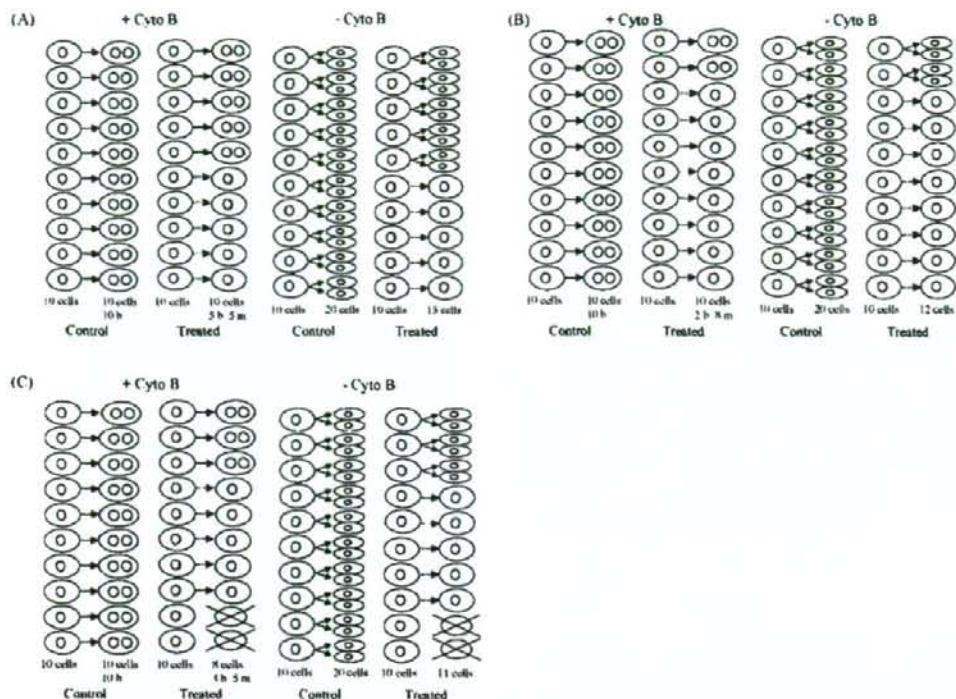 (A)
+ Cyto B
- Cyto B
10 cells 10 cells 10 cells 10 cells 10 cells 20 cells 10 cells 15 cells
10 b 5 b 5 m
Control Treated Control Treated
(B)
+ Cyto B
- Cyto B
10 cells 10 cells 10 cells 10 cells 10 cells 20 cells 10 cells 12 cells
10 b 2 b 8 m
Control Treated Control Treated
(C)
+ Cyto B
- Cyto B
10 cells 10 cells 10 cells 8 cells 10 cells 20 cells 10 cells 11 cells
10 b 5 m
Control Treated Control Treated